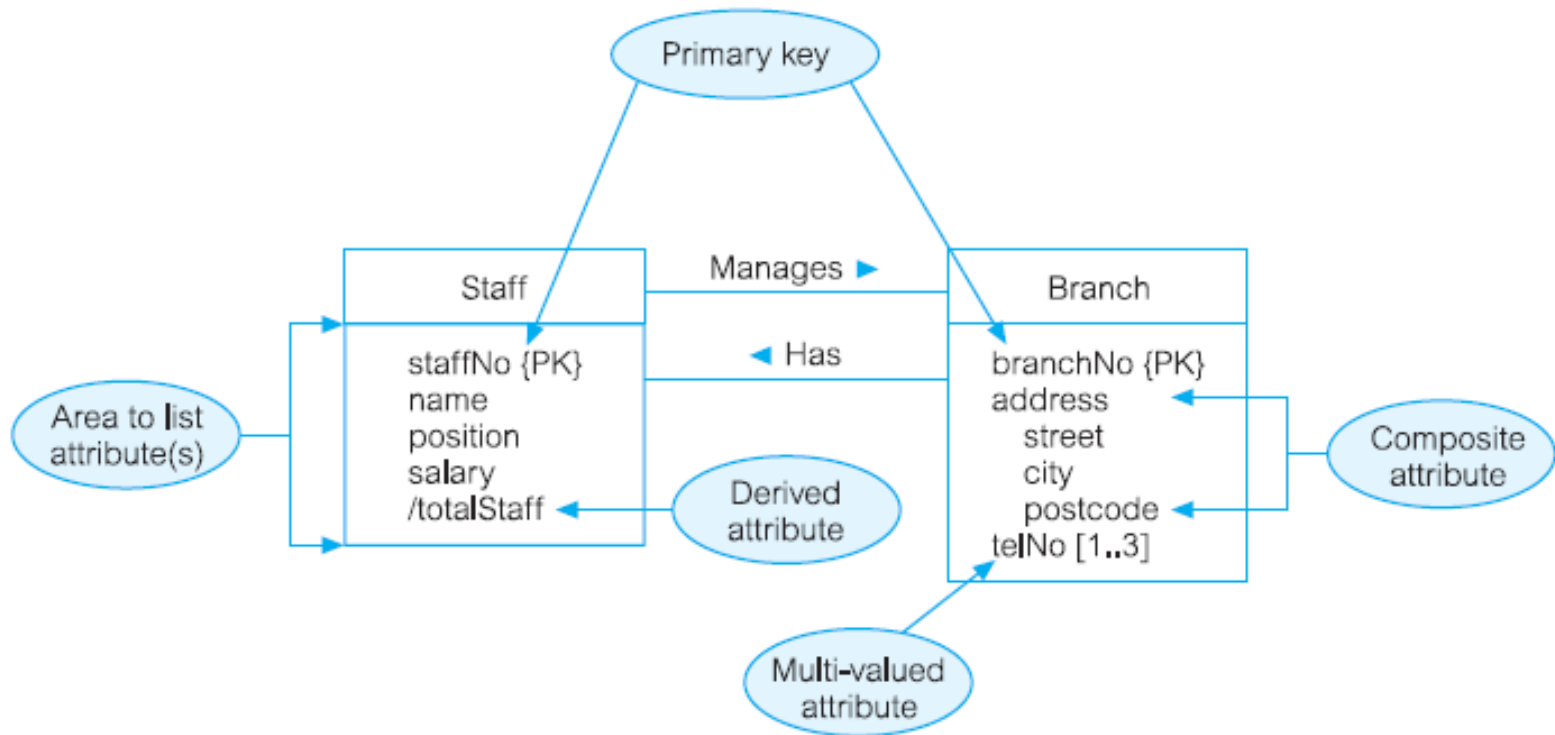 Primary key
Manages ►
Staff
Branch
◄ Has
staffNo {PK}
name
position
salary
/totalStaff
branchNo {PK}
address
street
city
postcode
telNo [1..3]
Area to list
attribute(s)
Derived
attribute
Composite
attribute
Multi-valued
attribute